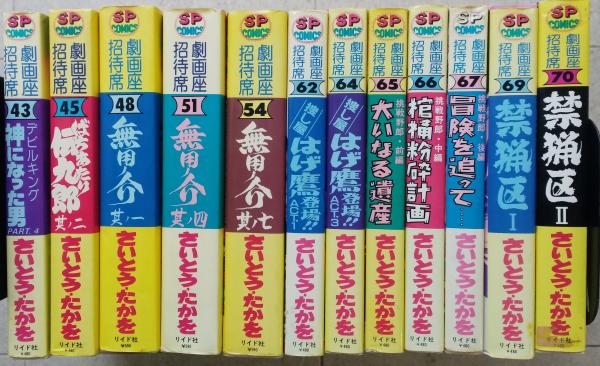 SP COMICS
劇画座招待席
43
デビルキング
神になった男
PART.4
さいとう・たかを
リイド社
SP COMICS
劇画座招待席
45
ばちあたり
伝九郎
其ノ二
さいとう・たかを
リイド社
SP COMICS
劇画座招待席
48
無用ノ介
其ノ一
さいとう・たかを
リイド社
SP COMICS
劇画座招待席
51
無用ノ介
其ノ四
さいとう・たかを
リイド社
SP COMICS
劇画座招待席
54
無用ノ介
其ノ七
さいとう・たかを
リイド社
SP COMICS
劇画座招待席
62
捜し屋
はげ鷹登場!!
ACT.1
さいとう・たかを
リイド社
SP COMICS
劇画座招待席
64
捜し屋
はげ鷹登場!!
ACT.3
さいとう・たかを
リイド社
SP COMICS
劇画座招待席
65
挑戦野郎・前編
大いなる遺産
さいとう・たかを
リイド社
SP COMICS
劇画座招待席
66
挑戦野郎・中編
棺桶粉砕計画
さいとう・たかを
リイド社
SP COMICS
劇画座招待席
67
挑戦野郎 後編
冒険を追って……
さいとう・たかを
リイド社
SP COMICS
劇画座招待席
69
禁猟区 I
さいとう・たかを
リイド社
SP COMICS
劇画座招待席
70
禁猟区 II
さいとう・たかを
リイド社